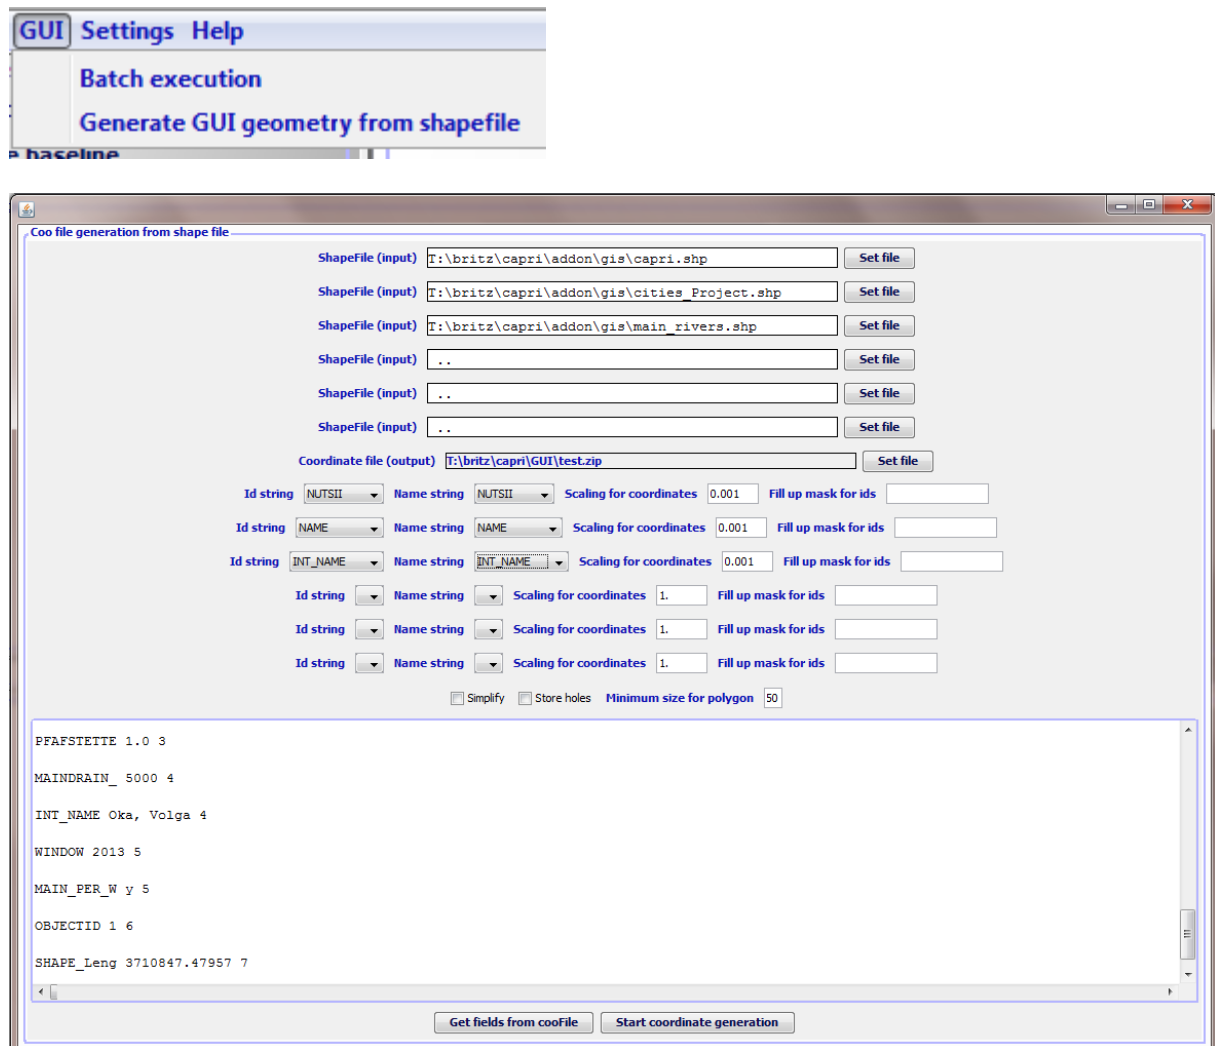 GUI Settings Help
Batch execution
Generate GUI geometry from shapefile
e baseline
Coo file generation from shape file
ShapeFile (input) T:\britz\capri\addon\gis\capri.shp Set file
ShapeFile (input) T:\britz\capri\addon\gis\cities_Project.shp Set file
ShapeFile (input) T:\britz\capri\addon\gis\main_rivers.shp Set file
ShapeFile (input) .. Set file
ShapeFile (input) .. Set file
ShapeFile (input) .. Set file
Coordinate file (output) T:\britz\capri\GUI\test.zip Set file
Id string NUTSII Name string NUTSII Scaling for coordinates 0.001 Fill up mask for ids
Id string NAME Name string NAME Scaling for coordinates 0.001 Fill up mask for ids
Id string INT_NAME Name string INT_NAME Scaling for coordinates 0.001 Fill up mask for ids
Id string Name string Scaling for coordinates 1. Fill up mask for ids
Id string Name string Scaling for coordinates 1. Fill up mask for ids
Id string Name string Scaling for coordinates 1. Fill up mask for ids
Simplify Store holes Minimum size for polygon 50
PFAFSTETTE 1.0 3
MAINDRAIN_ 5000 4
INT_NAME Oka, Volga 4
WINDOW 2013 5
MAIN_PER_W y 5
OBJECTID 1 6
SHAPE_Leng 3710847.47957 7
Get fields from cooFile Start coordinate generation